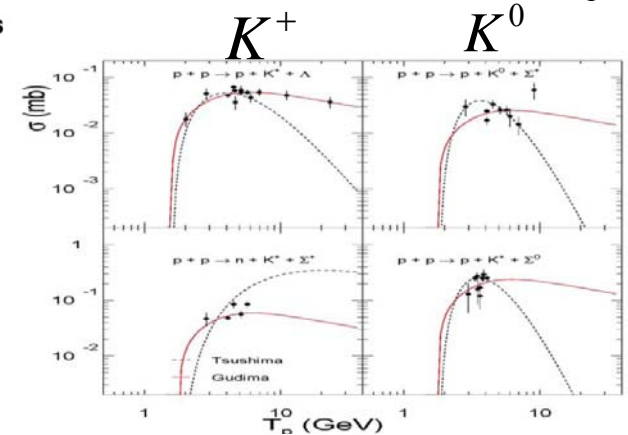 s
K⁺ K⁰
10⁻¹
10⁻²
10⁻³
σ (mb)
p + p → p + K⁺ + Λ
p + p → p + K⁰ + Σ⁺
1
10⁻¹
10⁻²
p + p → n + K⁺ + Σ⁺
p + p → p + K⁺ + Σ⁰
Tsushima
Gudima
1 10 1 10
Tₚ (GeV)